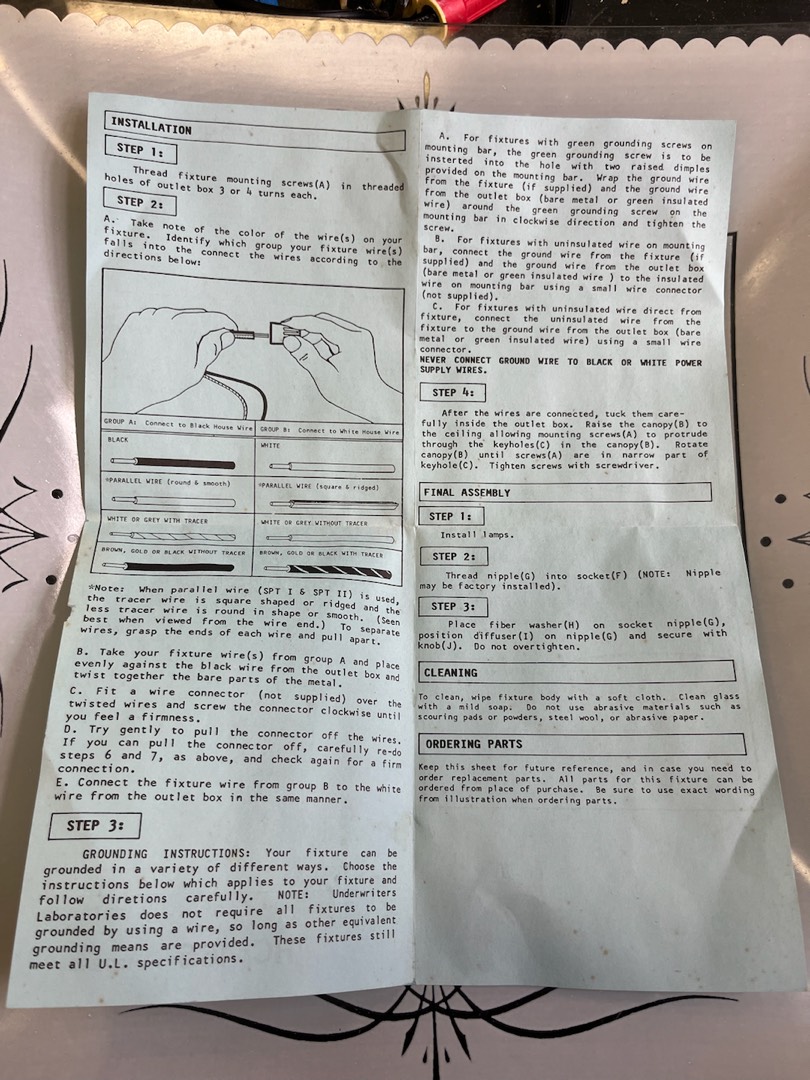 INSTALLATION
STEP 1:
Thread fixture mounting screws(A) in threaded
holes of outlet box 3 or 4 turns each.
STEP 2:
A. Take note of the color of the wire(s) on your
fixture. Identify which group your fixture wire(s)
falls into the connect the wires according to the
directions below:
GROUP A: Connect to Black House Wire
GROUP B: Connect to White House Wire
BLACK
WHITE
*PARALLEL WIRE (round & smooth)
*PARALLEL WIRE (square & ridged)
WHITE OR GREY WITH TRACER
WHITE OR GREY WITHOUT TRACER
BROWN, GOLD OR BLACK WITHOUT TRACER
BROWN, GOLD OR BLACK WITH TRACER
*Note: When parallel wire (SPT I & SPT II) is used,
the tracer wire is square shaped or ridged and the
less tracer wire is round in shape or smooth. (Seen
best when viewed from the wire end.) To separate
wires, grasp the ends of each wire and pull apart.
B. Take your fixture wire(s) from group A and place
evenly against the black wire from the outlet box and
twist together the bare parts of the metal.
C. Fit a wire connector (not supplied) over the
twisted wires and screw the connector clockwise until
you feel a firmness.
D. Try gently to pull the connector off the wires.
If you can pull the connector off, carefully re-do
steps 6 and 7, as above, and check again for a firm
connection.
E. Connect the fixture wire from group B to the white
wire from the outlet box in the same manner.
STEP 3:
GROUNDING INSTRUCTIONS: Your fixture can be
grounded in a variety of different ways. Choose the
instructions below which applies to your fixture and
follow diretions carefully. NOTE: Underwriters
Laboratories does not require all fixtures to be
grounded by using a wire, so long as other equivalent
grounding means are provided. These fixtures still
meet all U.L. specifications.
A. For fixtures with green grounding screws on
mounting bar, the green grounding screw is to be
insterted into the hole with two raised dimples
provided on the mounting bar. Wrap the ground wire
from the fixture (if supplied) and the ground wire
from the outlet box (bare metal or green insulated
wire) around the green grounding screw on the
mounting bar in clockwise direction and tighten the
screw.
B. For fixtures with uninsulated wire on mounting
bar, connect the ground wire from the fixture (if
supplied) and the ground wire from the outlet box
(bare metal or green insulated wire ) to the insulated
wire on mounting bar using a small wire connector
(not supplied).
C. For fixtures with uninsulated wire direct from
fixture, connect the uninsulated wire from the
fixture to the ground wire from the outlet box (bare
metal or green insulated wire) using a small wire
connector.
NEVER CONNECT GROUND WIRE TO BLACK OR WHITE POWER
SUPPLY WIRES.
STEP 4:
After the wires are connected, tuck them care-
fully inside the outlet box. Raise the canopy(B) to
the ceiling allowing mounting screws(A) to protrude
through the keyholes(C) in the canopy(B). Rotate
canopy(B) until screws(A) are in narrow part of
keyhole(C). Tighten screws with screwdriver.
FINAL ASSEMBLY
STEP 1:
Install lamps.
STEP 2:
Thread nipple(G) into socket(F) (NOTE: Nipple
may be factory installed).
STEP 3:
Place fiber washer(H) on socket nipple(G),
position diffuser(I) on nipple(G) and secure with
knob(J). Do not overtighten.
CLEANING
To clean, wipe fixture body with a soft cloth. Clean glass
with a mild soap. Do not use abrasive materials such as
scouring pads or powders, steel wool, or abrasive paper.
ORDERING PARTS
Keep this sheet for future reference, and in case you need to
order replacement parts. All parts for this fixture can be
ordered from place of purchase. Be sure to use exact wording
from illustration when ordering parts.